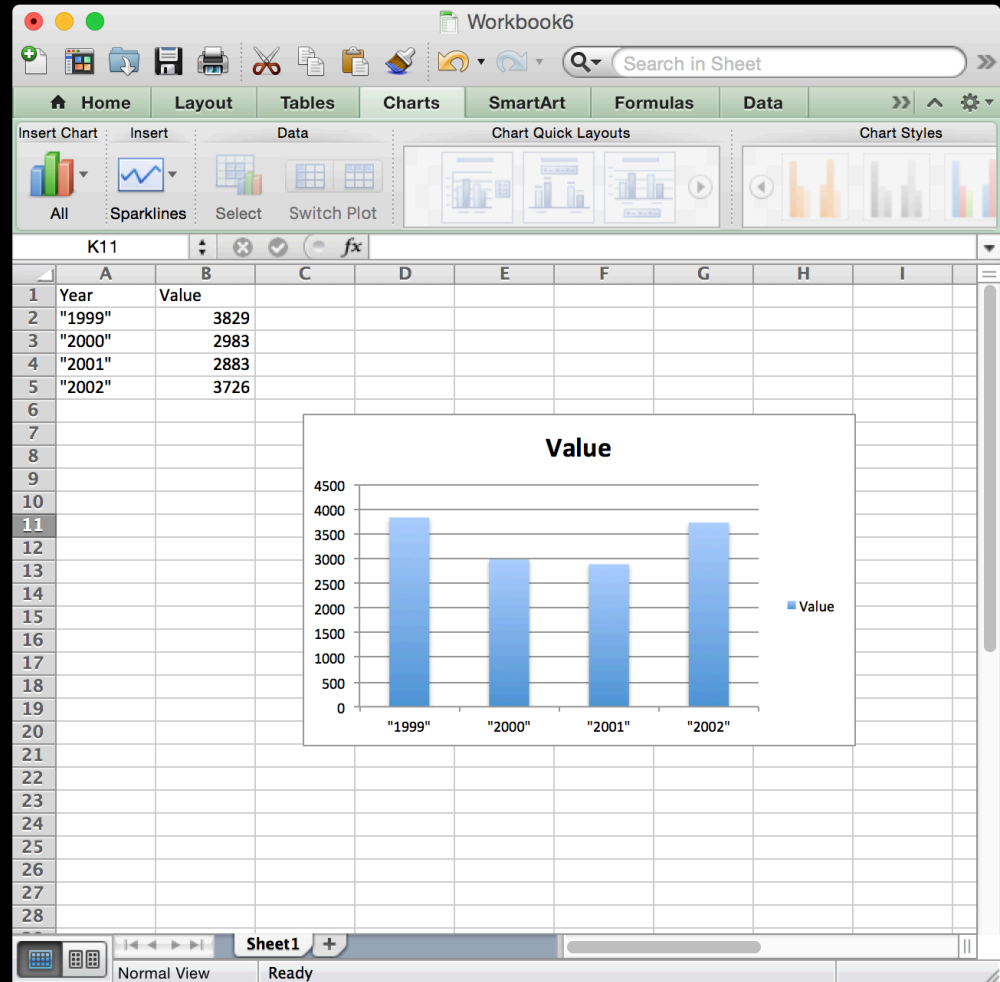 Workbook6
Search in Sheet
Home Layout Tables Charts SmartArt Formulas Data
Insert Chart Insert Data Chart Quick Layouts Chart Styles
All Sparklines Select Switch Plot
K11 fx
A B C D E F G H I
1 Year Value
2 "1999" 3829
3 "2000" 2983
4 "2001" 2883
5 "2002" 3726
6
7
8
9
10
11
12
13
14
15
16
17
18
19
20
21
22
23
24
25
26
27
28
Value
4500
4000
3500
3000
2500
2000
1500
1000
500
0
"1999" "2000" "2001" "2002"
Value
Sheet1
Normal View Ready